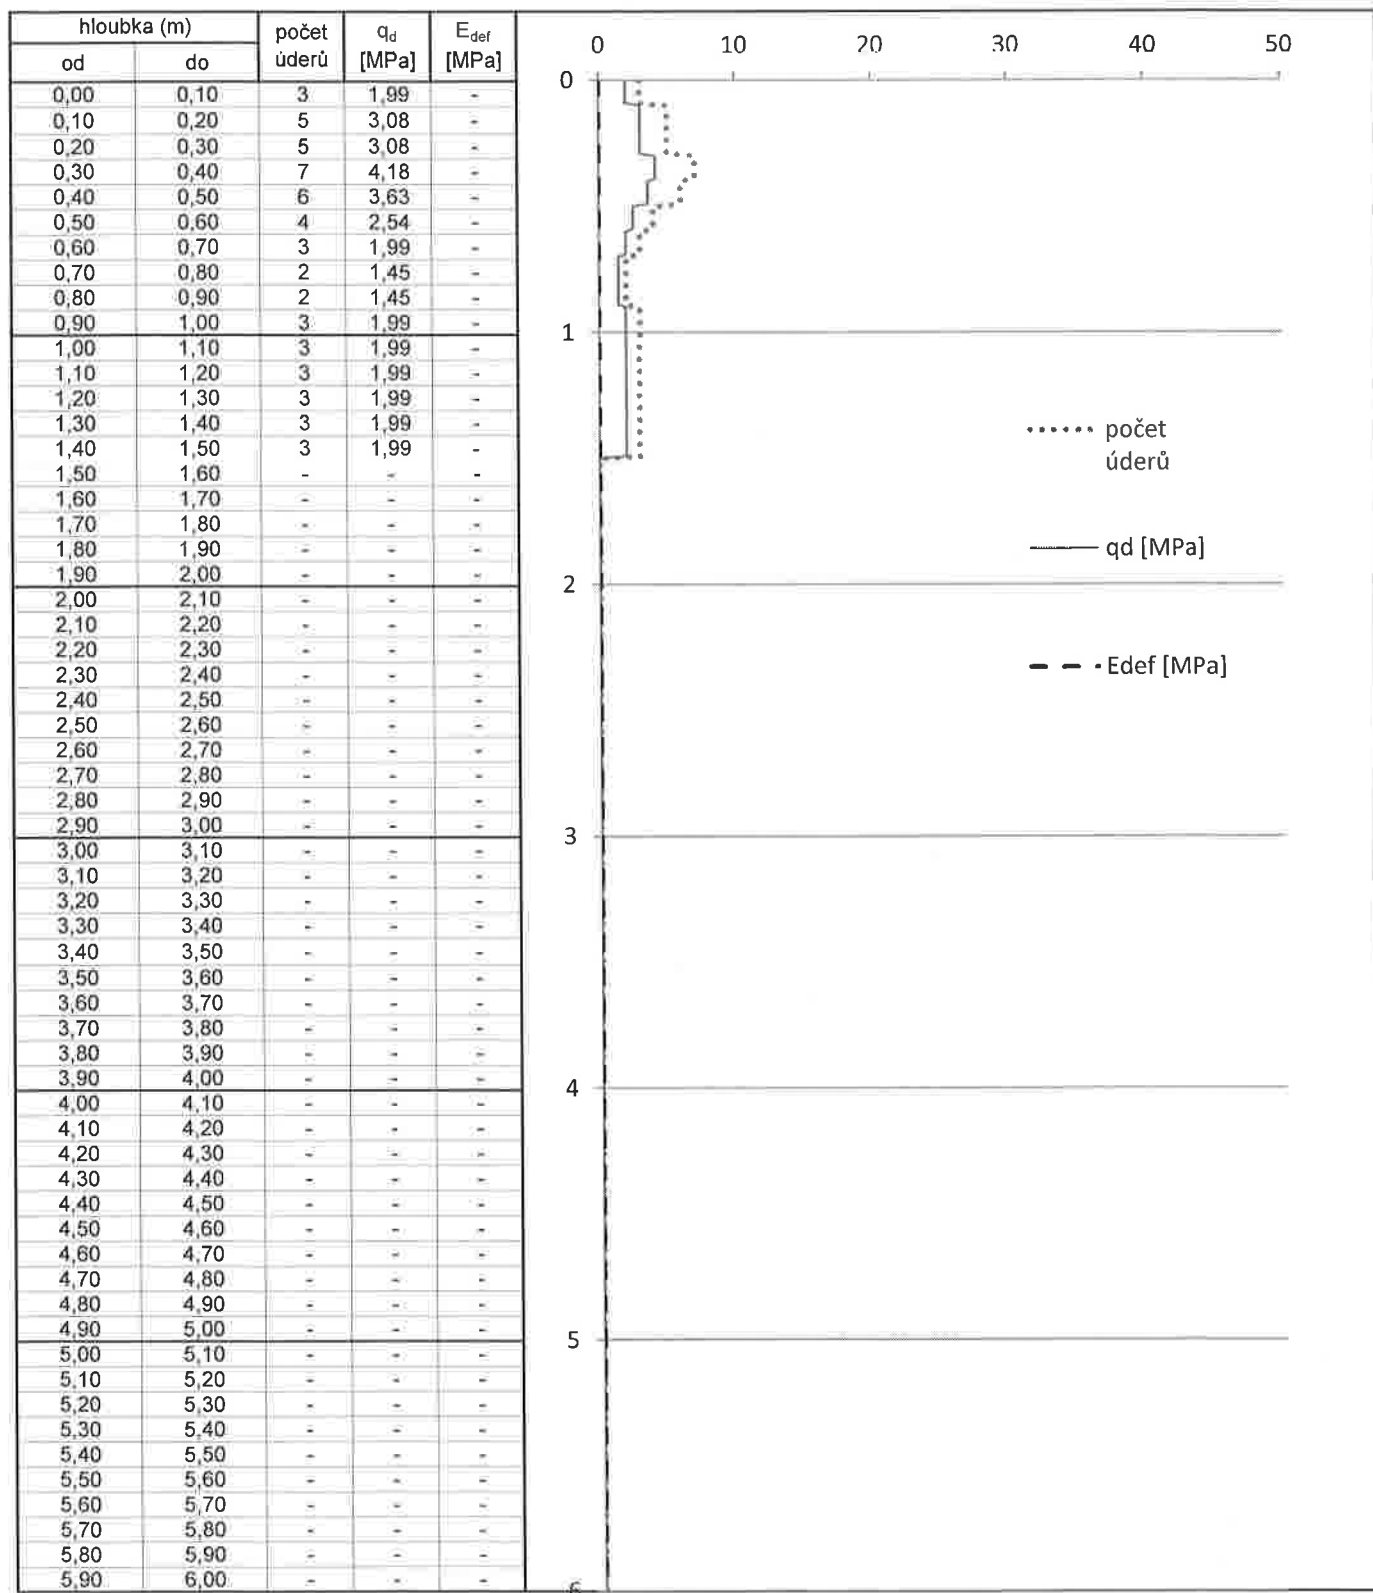 hloubka (m) počet úderů qd [MPa] Edef [MPa]
od do
0,00 0,10 3 1,99 -
0,10 0,20 5 3,08 -
0,20 0,30 5 3,08 -
0,30 0,40 7 4,18 -
0,40 0,50 6 3,63 -
0,50 0,60 4 2,54 -
0,60 0,70 3 1,99 -
0,70 0,80 2 1,45 -
0,80 0,90 2 1,45 -
0,90 1,00 3 1,99 -
1,00 1,10 3 1,99 -
1,10 1,20 3 1,99 -
1,20 1,30 3 1,99 -
1,30 1,40 3 1,99 -
1,40 1,50 3 1,99 -
1,50 1,60 - - -
1,60 1,70 - - -
1,70 1,80 - - -
1,80 1,90 - - -
1,90 2,00 - - -
2,00 2,10 - - -
2,10 2,20 - - -
2,20 2,30 - - -
2,30 2,40 - - -
2,40 2,50 - - -
2,50 2,60 - - -
2,60 2,70 - - -
2,70 2,80 - - -
2,80 2,90 - - -
2,90 3,00 - - -
3,00 3,10 - - -
3,10 3,20 - - -
3,20 3,30 - - -
3,30 3,40 - - -
3,40 3,50 - - -
3,50 3,60 - - -
3,60 3,70 - - -
3,70 3,80 - - -
3,80 3,90 - - -
3,90 4,00 - - -
4,00 4,10 - - -
4,10 4,20 - - -
4,20 4,30 - - -
4,30 4,40 - - -
4,40 4,50 - - -
4,50 4,60 - - -
4,60 4,70 - - -
4,70 4,80 - - -
4,80 4,90 - - -
4,90 5,00 - - -
5,00 5,10 - - -
5,10 5,20 - - -
5,20 5,30 - - -
5,30 5,40 - - -
5,40 5,50 - - -
5,50 5,60 - - -
5,60 5,70 - - -
5,70 5,80 - - -
5,80 5,90 - - -
5,90 6,00 - - -
0 10 20 30 40 50
0
1
2
3
4
5
6
počet
úderů
qd [MPa]
Edef [MPa]